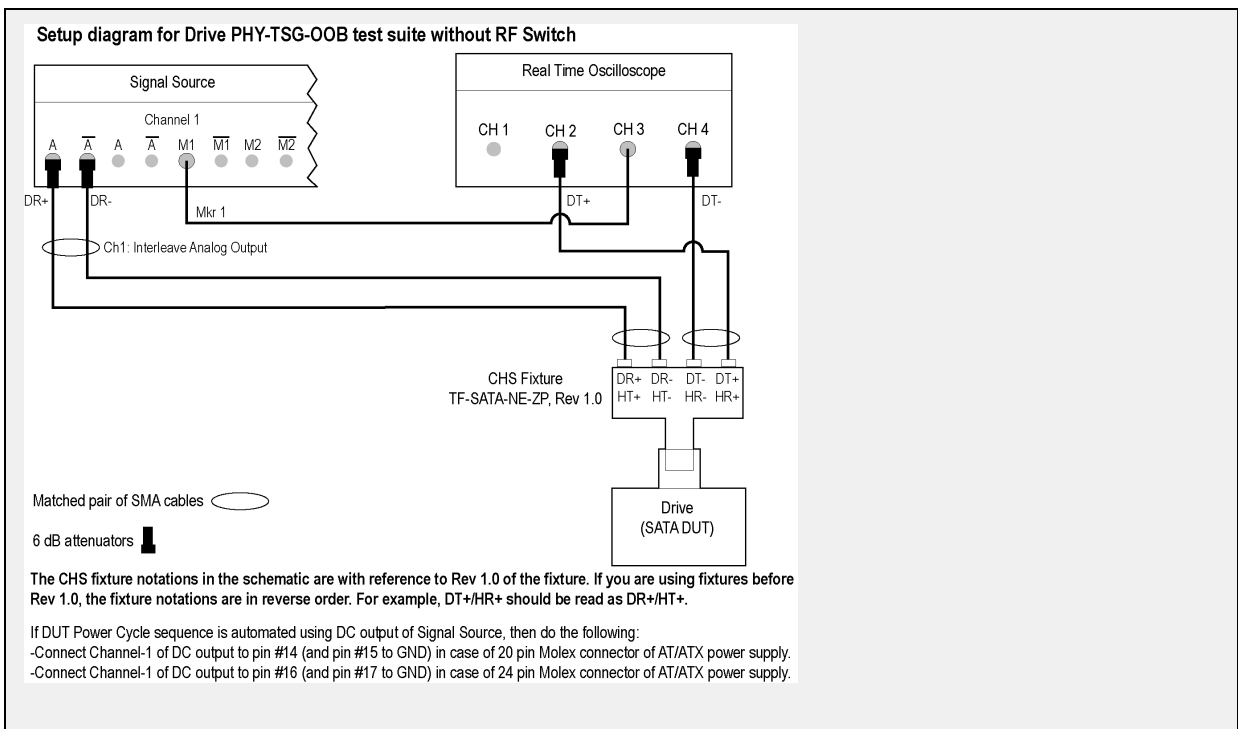 Setup diagram for Drive PHY-TSG-OOB test suite without RF Switch
Signal Source
Channel 1
A A̅ A A̅ M1 M̅1̅ M2 M̅2̅
Real Time Oscilloscope
CH 1 CH 2 CH 3 CH 4
DR+ DR-
Mkr 1
DT+ DT-
Ch1: Interleave Analog Output
CHS Fixture
TF-SATA-NE-ZP, Rev 1.0
DR+ DR- DT- DT+
HT+ HT- HR- HR+
Drive
(SATA DUT)
Matched pair of SMA cables
6 dB attenuators
The CHS fixture notations in the schematic are with reference to Rev 1.0 of the fixture. If you are using fixtures before
Rev 1.0, the fixture notations are in reverse order. For example, DT+/HR+ should be read as DR+/HT+.
If DUT Power Cycle sequence is automated using DC output of Signal Source, then do the following:
-Connect Channel-1 of DC output to pin #14 (and pin #15 to GND) in case of 20 pin Molex connector of AT/ATX power supply.
-Connect Channel-1 of DC output to pin #16 (and pin #17 to GND) in case of 24 pin Molex connector of AT/ATX power supply.